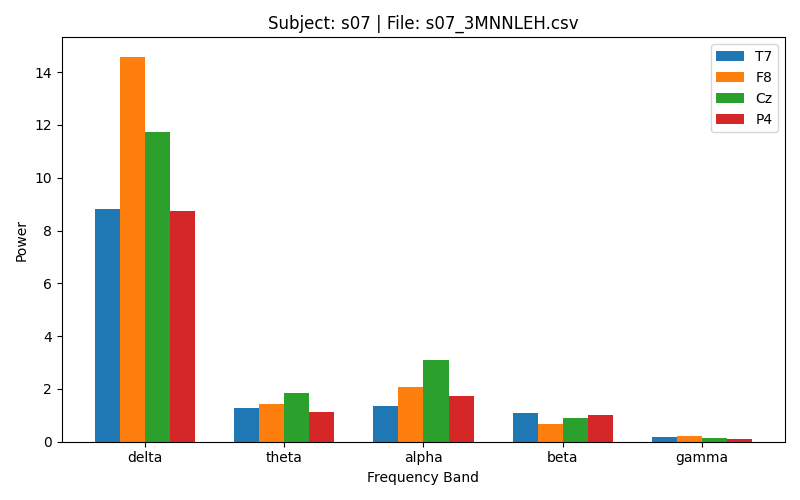 Subject: s07 | File: s07_3MNNLEH.csv
T7
F8
Cz
P4
Power
14
12
10
8
6
4
2
0
delta theta alpha beta gamma
Frequency Band